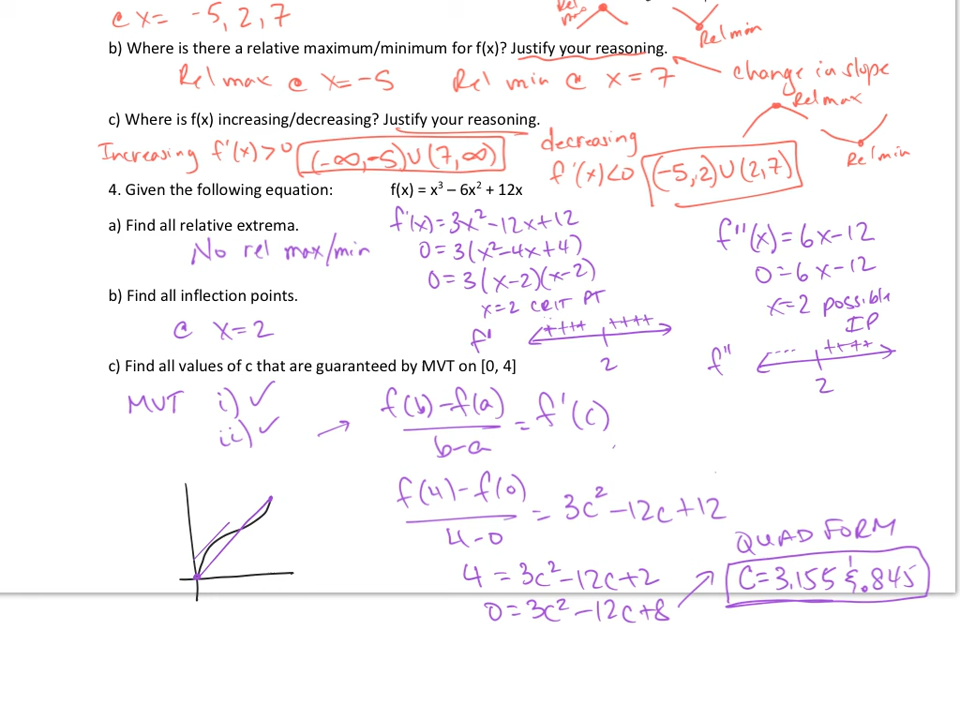 @ x = -5, 2, 7
Rel min
b) Where is there a relative maximum/minimum for f(x)? Justify your reasoning.
Rel max @ x=-5 Rel min @ x=7
change in slope
Rel max
c) Where is f(x) increasing/decreasing? Justify your reasoning.
Rel min
Increasing f'(x)>0 (-∞,-5)∪(7,∞)
decreasing
f'(x)<0 (-5,2)∪(2,7)
4. Given the following equation: f(x) = x³ – 6x² + 12x
a) Find all relative extrema.
No rel max/min
f'(x)=3x²-12x+12
0=3(x²-4x+4)
0=3(x-2)(x-2)
x=2 CRIT PT
f' ++++ ++++
2
f''(x)=6x-12
0=6x-12
x=2 possible
IP
f'' ---- ++++
2
b) Find all inflection points.
@ x=2
c) Find all values of c that are guaranteed by MVT on [0, 4]
MVT i) ✓
ii) ✓
→ f(b)-f(a) / b-a = f'(c)
f(4)-f(0) / 4-0 = 3c²-12c+12
4 = 3c²-12c+2
0=3c²-12c+8
QUAD FORM
C=3.155 & .845